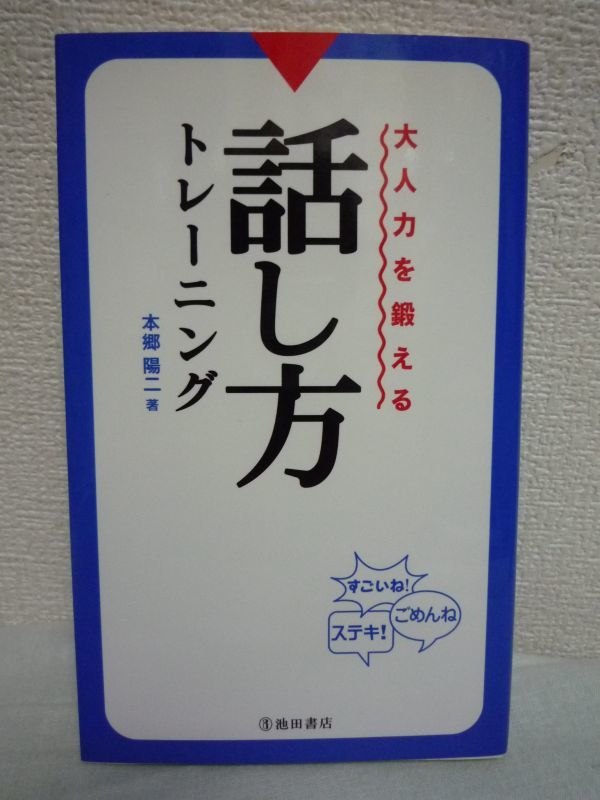 大人力を鍛える
話し方
トレーニング
本郷陽二 著
すごいね!
ごめんね
ステキ!
池田書店